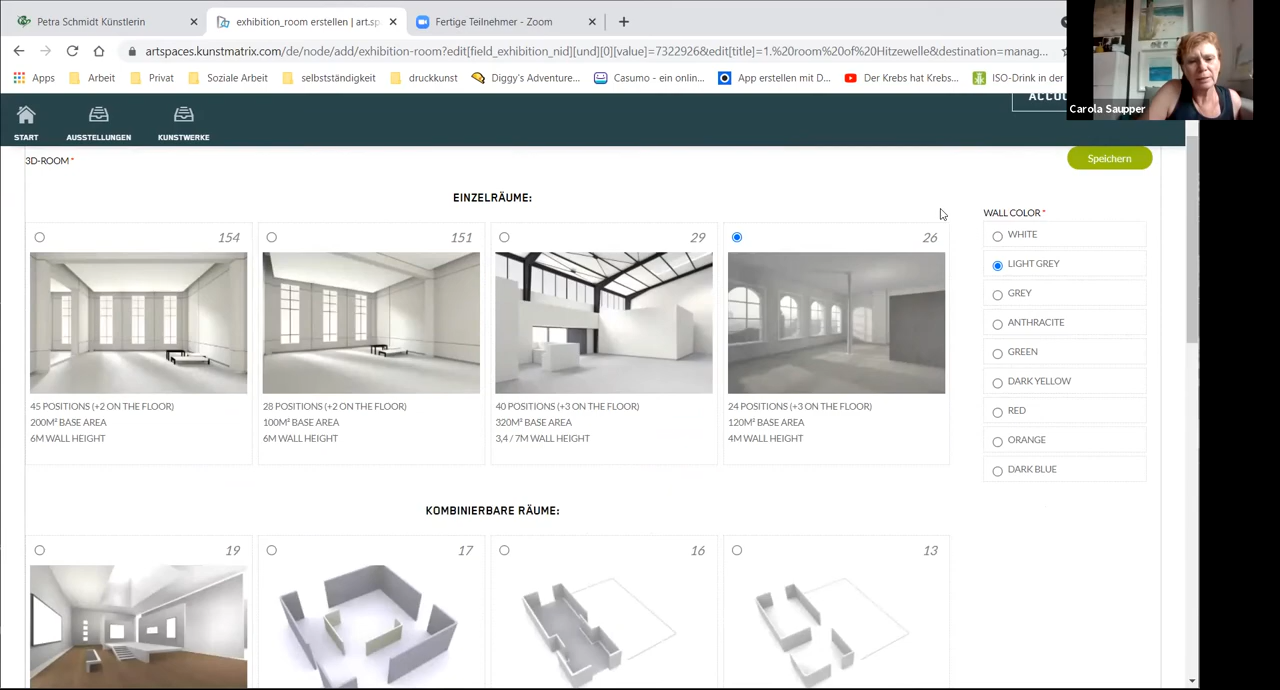 Petra Schmidt Künstlerin
exhibition_room erstellen | art.sp
Fertige Teilnehmer - Zoom
artspaces.kunstmatrix.com/de/node/add/exhibition-room?edit[field_exhibition_nid][und][0][value]=7322926&edit[title]=1.%20room%20of%20Hitzewelle&destination=manag...
Apps
Arbeit
Privat
Soziale Arbeit
selbstständigkeit
druckkunst
Diggy's Adventure...
Casumo - ein onlin...
App erstellen mit D...
Der Krebs hat Krebs...
ISO-Drink in der
Carola Saupper
START
AUSSTELLUNGEN
KUNSTWERKE
3D-ROOM *
Speichern
EINZELRÄUME:
154
151
29
26
45 POSITIONS (+2 ON THE FLOOR)
200M² BASE AREA
6M WALL HEIGHT
28 POSITIONS (+2 ON THE FLOOR)
100M² BASE AREA
6M WALL HEIGHT
40 POSITIONS (+3 ON THE FLOOR)
320M² BASE AREA
3,4 / 7M WALL HEIGHT
24 POSITIONS (+3 ON THE FLOOR)
120M² BASE AREA
4M WALL HEIGHT
WALL COLOR *
WHITE
LIGHT GREY
GREY
ANTHRACITE
GREEN
DARK YELLOW
RED
ORANGE
DARK BLUE
KOMBINIERBARE RÄUME:
19
17
16
13